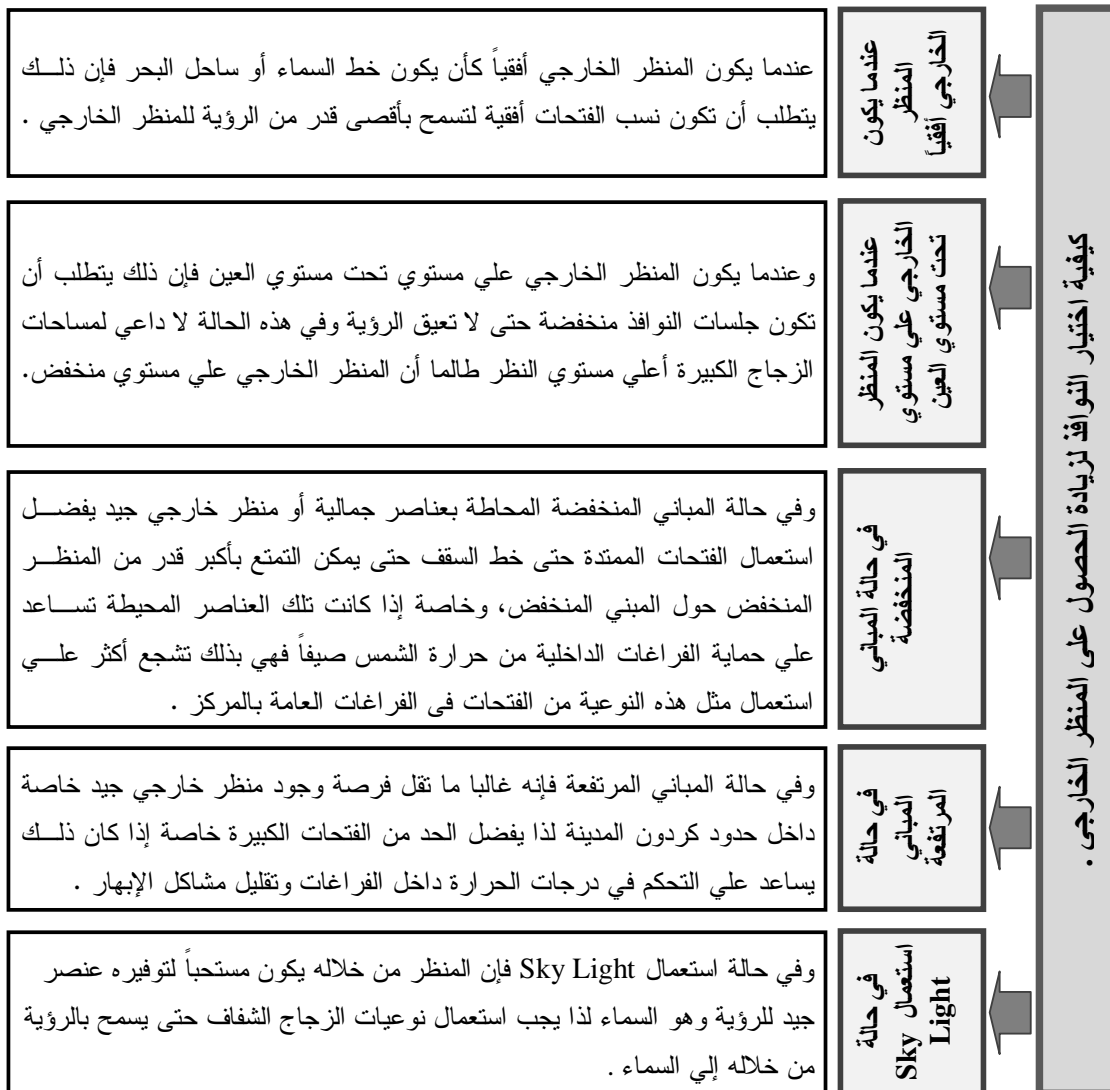 كيفية اختيار النوافذ لزيادة الحصول على المنظر الخارجى .
عندما يكون
المنظر
الخارجي أفقياً
عندما يكون المنظر الخارجي أفقياً كأن يكون خط السماء أو ساحل البحر فإن ذلك
يتطلب أن تكون نسب الفتحات أفقية لتسمح بأقصى قدر من الر�ية للمنظر الخارجي .
عندما يكون المنظر
الخارجي علي مستوي
تحت مستوي العين
وعندما يكون المنظر الخارجي علي مستوي تحت مستوي العين فإن ذلك يتطلب أن
تكون جلسات النوافذ منخفضة حتى لا تعيق الرؤية وفي هذه الحالة لا داعي لمساحات
الزجاج الكبيرة أعلي مستوي النظر طالما أن المنظر الخارجي علي مستوي منخفض.
في حالة المباني
المنخفضة
وفي حالة المباني المنخفضة المحاطة بعناصر جمالية أو منظر خارجي جيد يفضل
استعمال الفتحات الممتدة حتى خط السقف حتى يمكن التمتع بأكبر قدر من المنظر
المنخفض حول المبني المنخفض، وخاصة إذا كانت تلك العناصر المحيطة تساعد
علي حماية الفراغات الداخلية من حرارة الشمس صيفاً فهي بذلك تشجع أكثر علي
استعمال مثل هذه النوعية من الفتحات فى الفراغات العامة بالمركز .
في حالة
المباني
المرتفعة
وفي حالة المباني المرتفعة فإنه غالبا ما تقل فرصة وجود منظر خارجي جيد خاصة
داخل حدود كردون المدينة لذا يفضل الحد من الفتحات الكبيرة خاصة إذا كان ذلك
يساعد علي التحكم في درجات الحرارة داخل الفراغات وتقليل مشاكل الإبهار .
في حالة
استعمال Sky
Light
وفي حالة استعمال Sky Light فإن المنظر من خلاله يكون مستحباً لتوفيره عنصر
جيد للرؤية وهو السماء لذا يجب استعمال نوعيات الزجاج الشفاف حتى يسمح بالرؤية
من خلاله إلي السماء .